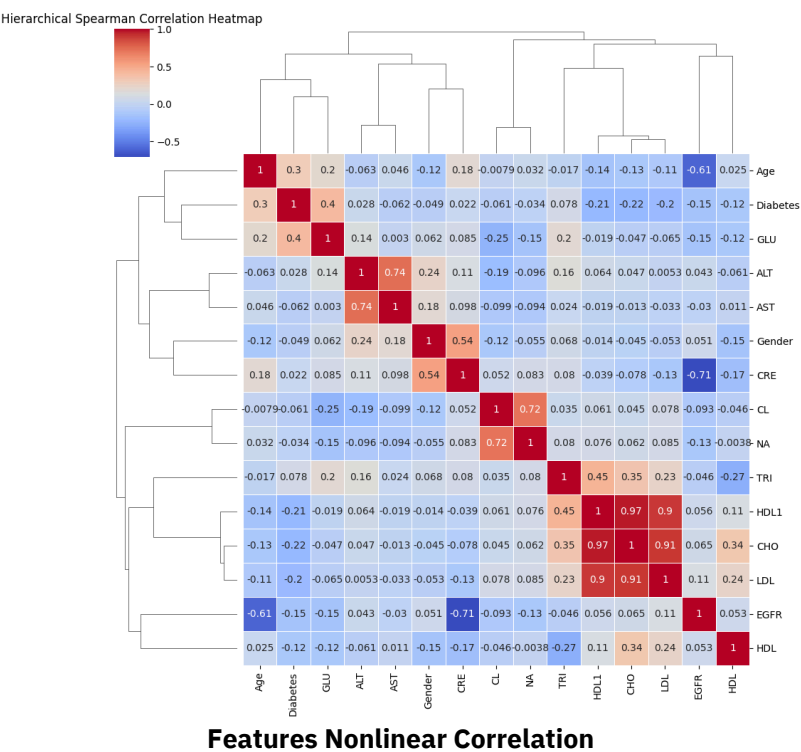 Hierarchical Spearman Correlation Heatmap
1.0
0.5
0.0
−0.5
1 0.3 0.2 -0.063 0.046 -0.12 0.18 -0.0079 0.032 -0.017 -0.14 -0.13 -0.11 -0.61 0.025 Age
0.3 1 0.4 0.028 -0.062 -0.049 0.022 -0.061 -0.034 0.078 -0.21 -0.22 -0.2 -0.15 -0.12 Diabetes
0.2 0.4 1 0.14 0.003 0.062 0.085 -0.25 -0.15 0.2 -0.019 -0.047 -0.065 -0.15 -0.12 GLU
-0.063 0.028 0.14 1 0.74 0.24 0.11 -0.19 -0.096 0.16 0.064 0.047 0.0053 0.043 -0.061 ALT
0.046 -0.062 0.003 0.74 1 0.18 0.098 -0.099 -0.094 0.024 -0.019 -0.013 -0.033 -0.03 0.011 AST
-0.12 -0.049 0.062 0.24 0.18 1 0.54 -0.12 -0.055 0.068 -0.014 -0.045 -0.053 0.051 -0.15 Gender
0.18 0.022 0.085 0.11 0.098 0.54 1 0.052 0.083 0.08 -0.039 -0.078 -0.13 -0.71 -0.17 CRE
-0.0079 -0.061 -0.25 -0.19 -0.099 -0.12 0.052 1 0.72 0.035 0.061 0.045 0.078 -0.093 -0.046 CL
0.032 -0.034 -0.15 -0.096 -0.094 -0.055 0.083 0.72 1 0.08 0.076 0.062 0.085 -0.13 -0.0038 NA
-0.017 0.078 0.2 0.16 0.024 0.068 0.08 0.035 0.08 1 0.45 0.35 0.23 -0.046 -0.27 TRI
-0.14 -0.21 -0.019 0.064 -0.019 -0.014 -0.039 0.061 0.076 0.45 1 0.97 0.9 0.056 0.11 HDL1
-0.13 -0.22 -0.047 0.047 -0.013 -0.045 -0.078 0.045 0.062 0.35 0.97 1 0.91 0.065 0.34 CHO
-0.11 -0.2 -0.065 0.0053 -0.033 -0.053 -0.13 0.078 0.085 0.23 0.9 0.91 1 0.11 0.24 LDL
-0.61 -0.15 -0.15 0.043 -0.03 0.051 -0.71 -0.093 -0.13 -0.046 0.056 0.065 0.11 1 0.053 EGFR
0.025 -0.12 -0.12 -0.061 0.011 -0.15 -0.17 -0.046 -0.0038 -0.27 0.11 0.34 0.24 0.053 1 HDL
Age Diabetes GLU ALT AST Gender CRE CL NA TRI HDL1 CHO LDL EGFR HDL
Features Nonlinear Correlation